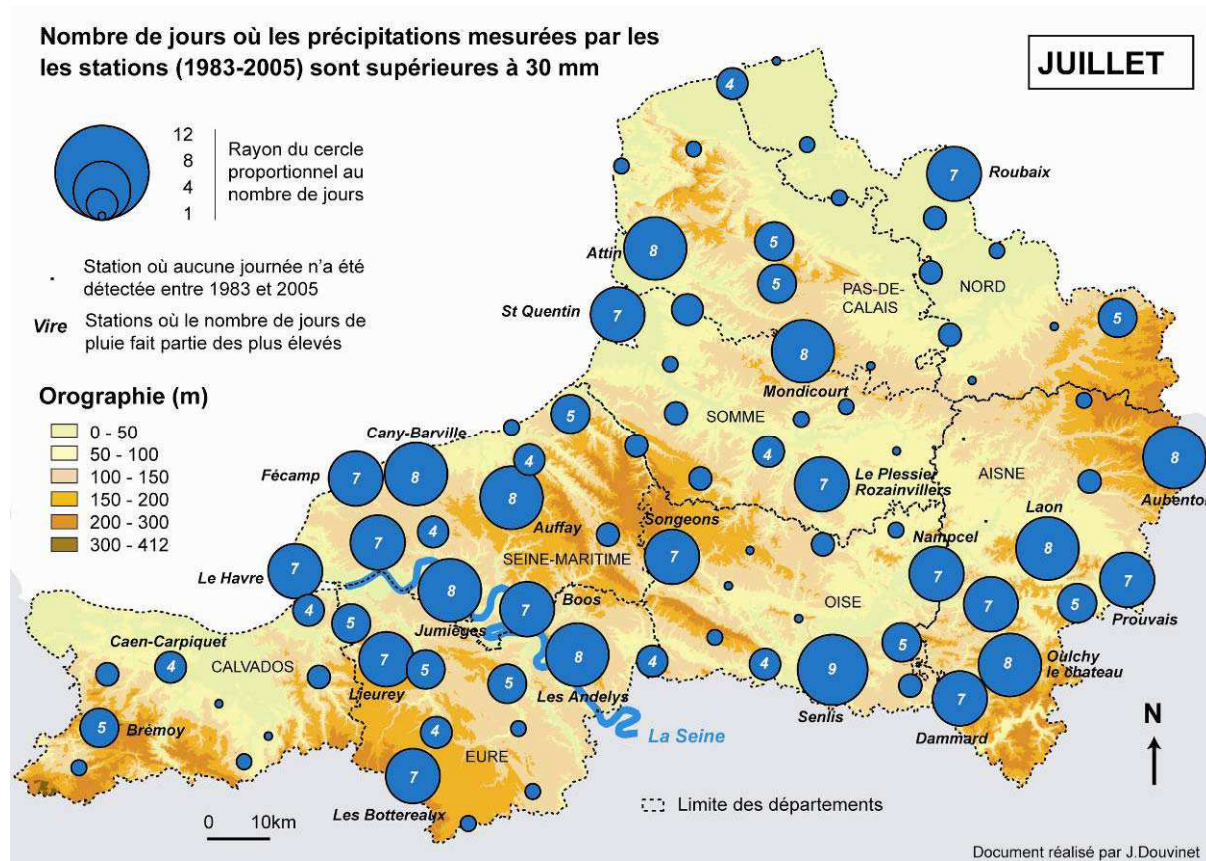 Nombre de jours où les précipitations mesurées par les
les stations (1983-2005) sont supérieures à 30 mm
JUILLET
12
8
4
1
Rayon du cercle
proportionnel au
nombre de jours
Station où aucune journée n'a été
détectée entre 1983 et 2005
Vire
Stations où le nombre de jours de
pluie fait partie des plus élevés
Orographie (m)
0 - 50
50 - 100
100 - 150
150 - 200
200 - 300
300 - 412
4
7 Roubaix
Attin 8
5
5
PAS-DE-
CALAIS
NORD
St Quentin 7
5
8
Mondicourt
SOMME
5
Cany-Barville
4
4
AISNE
Fécamp 7
8
8
Auffay
7
Le Plessier
Rozainvillers
8
Aubenton
Laon
Songeons
Nampcel
4
7
SEINE-MARITIME
7
8
Le Havre 7
8
Jumièges
7
Boos
OISE
7
7
5
7
Prouvais
4
5
Caen-Carpiquet
4
CALVADOS
7
Lieurey
5
5
8
Les Andelys
4
4
9
Senlis
5
8
Oulchy
le chateau
7
Dammard
5
Brémoy
4
EURE
La Seine
N
7
Les Bottereaux
0 10km
Limite des départements
Document réalisé par J.Douvinet